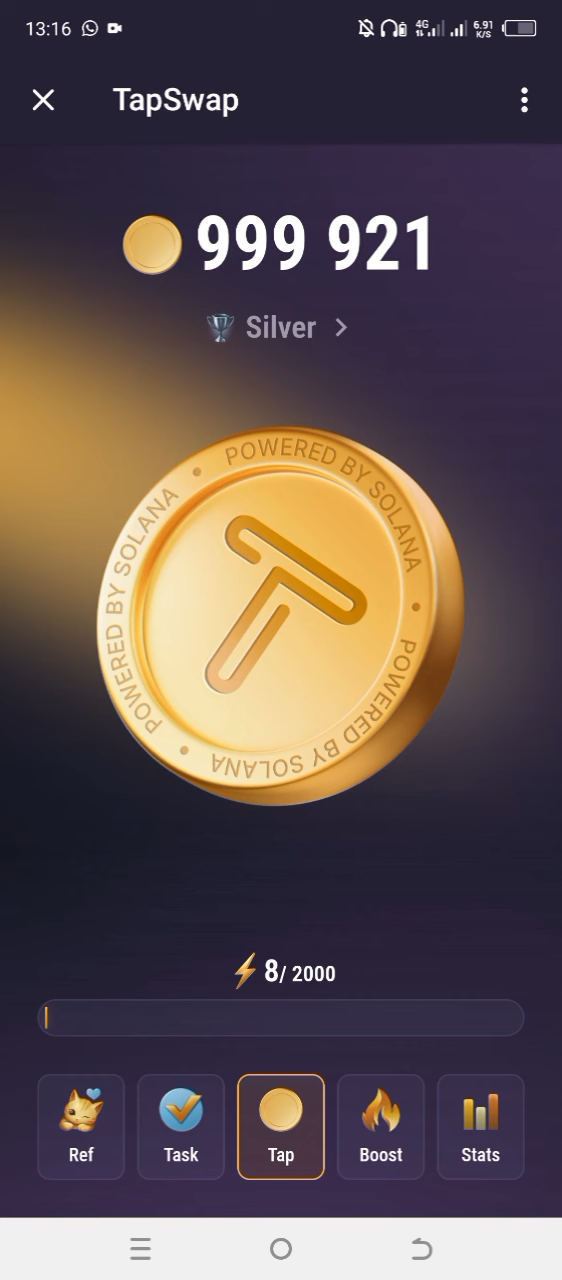 13:16 4G 6.91 K/S
TapSwap
999 921
Silver
POWERED BY SOLANA • POWERED BY SOLANA • POWERED BY SOLANA •
T
8/ 2000
Ref Task Tap Boost Stats